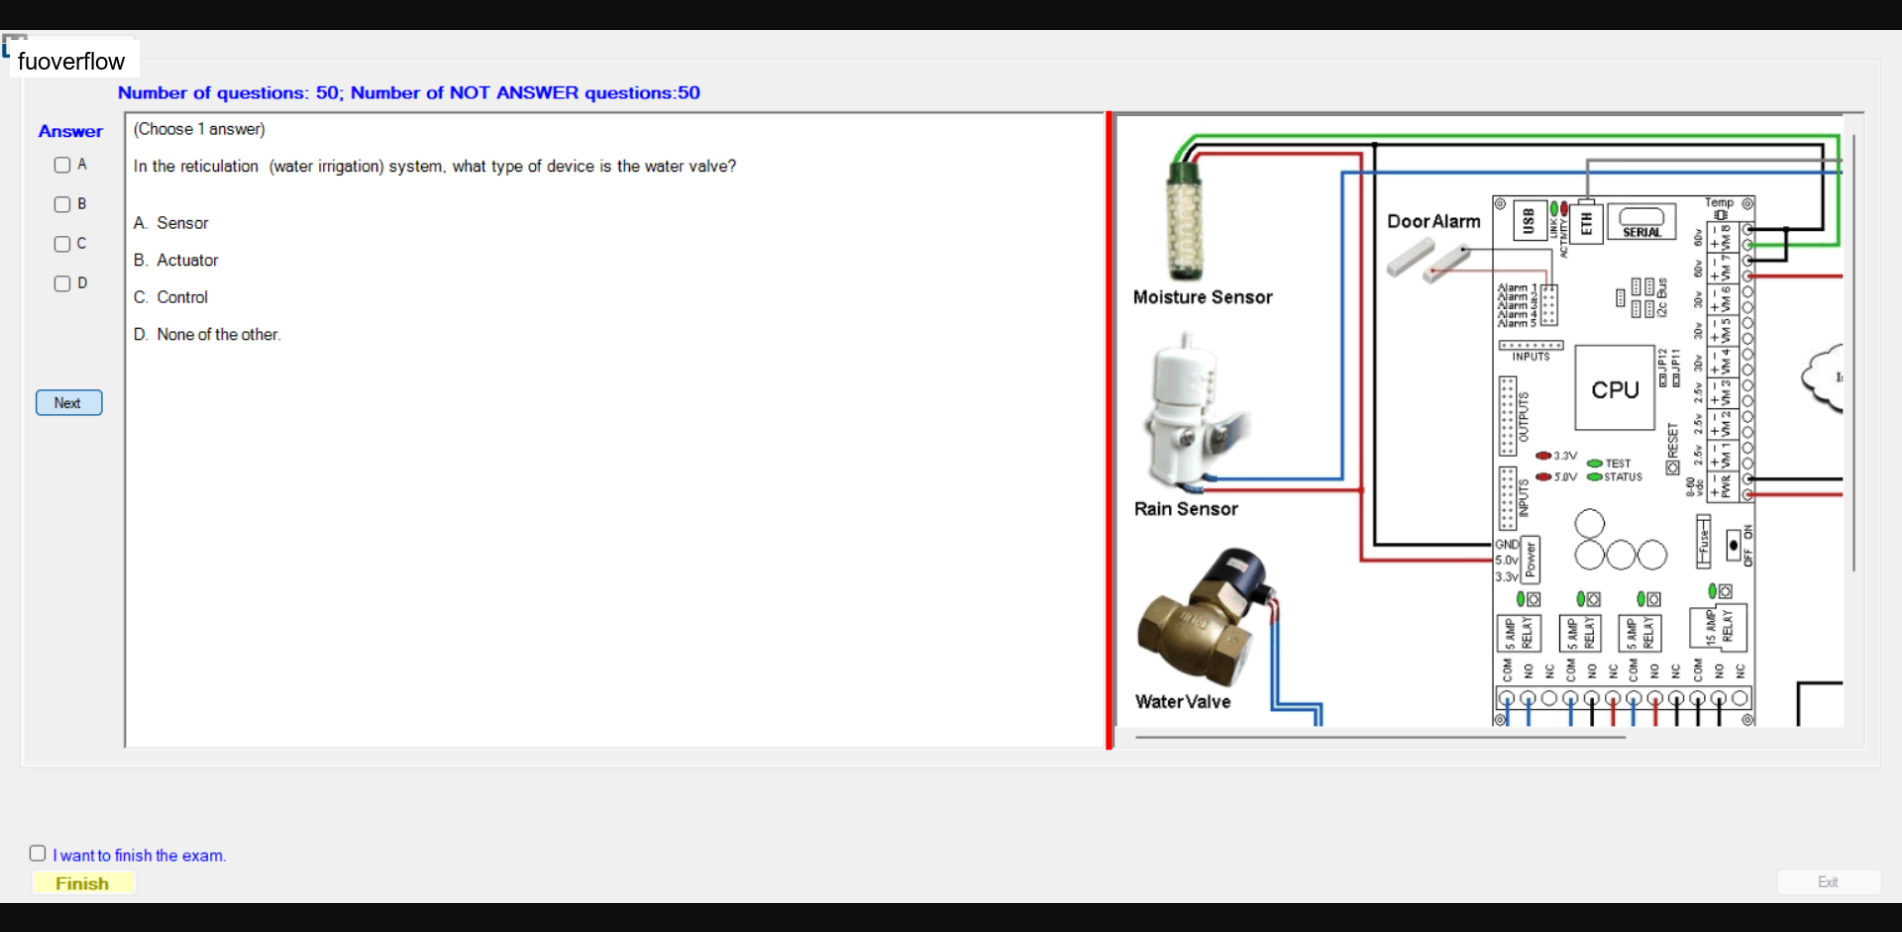 fuoverflow
Number of questions: 50; Number of NOT ANSWER questions:50
Answer
A
B
C
D
Next
(Choose 1 answer)
In the reticulation (water irrigation) system, what type of device is the water valve?
A. Sensor
B. Actuator
C. Control
D. None of the other.
Moisture Sensor
Rain Sensor
Water Valve
Door Alarm
USB
LINK
ACTIVITY
ETH
SERIAL
Temp
Alarm 1
Alarm 2
Alarm 3
Alarm 4
Alarm 5
INPUTS
i2c Bus
JP12
JP11
CPU
OUTPUTS
INPUTS
3.3V
5.0V
TEST
STATUS
RESET
60v - + VM 8
60v - + VM 7
30v - + VM 6
30v - + VM 5
30v - + VM 4
2.5v - + VM 3
2.5v - + VM 2
2.5v - + VM 1
8-60 vdc - + PWR
GND
5.0v
3.3v
Power
Fuse
OFF ON
5 AMP RELAY
5 AMP RELAY
5 AMP RELAY
15 AMP RELAY
COM NO NC COM NO NC COM NO NC COM NO NC
I want to finish the exam.
Finish
Exit